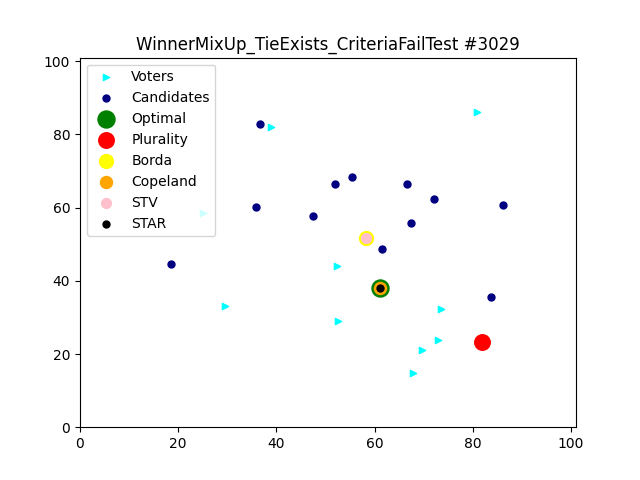 WinnerMixUp_TieExists_CriteriaFailTest #3029
100
80
60
40
20
0
0 20 40 60 80 100
Voters
Candidates
Optimal
Plurality
Borda
Copeland
STV
STAR